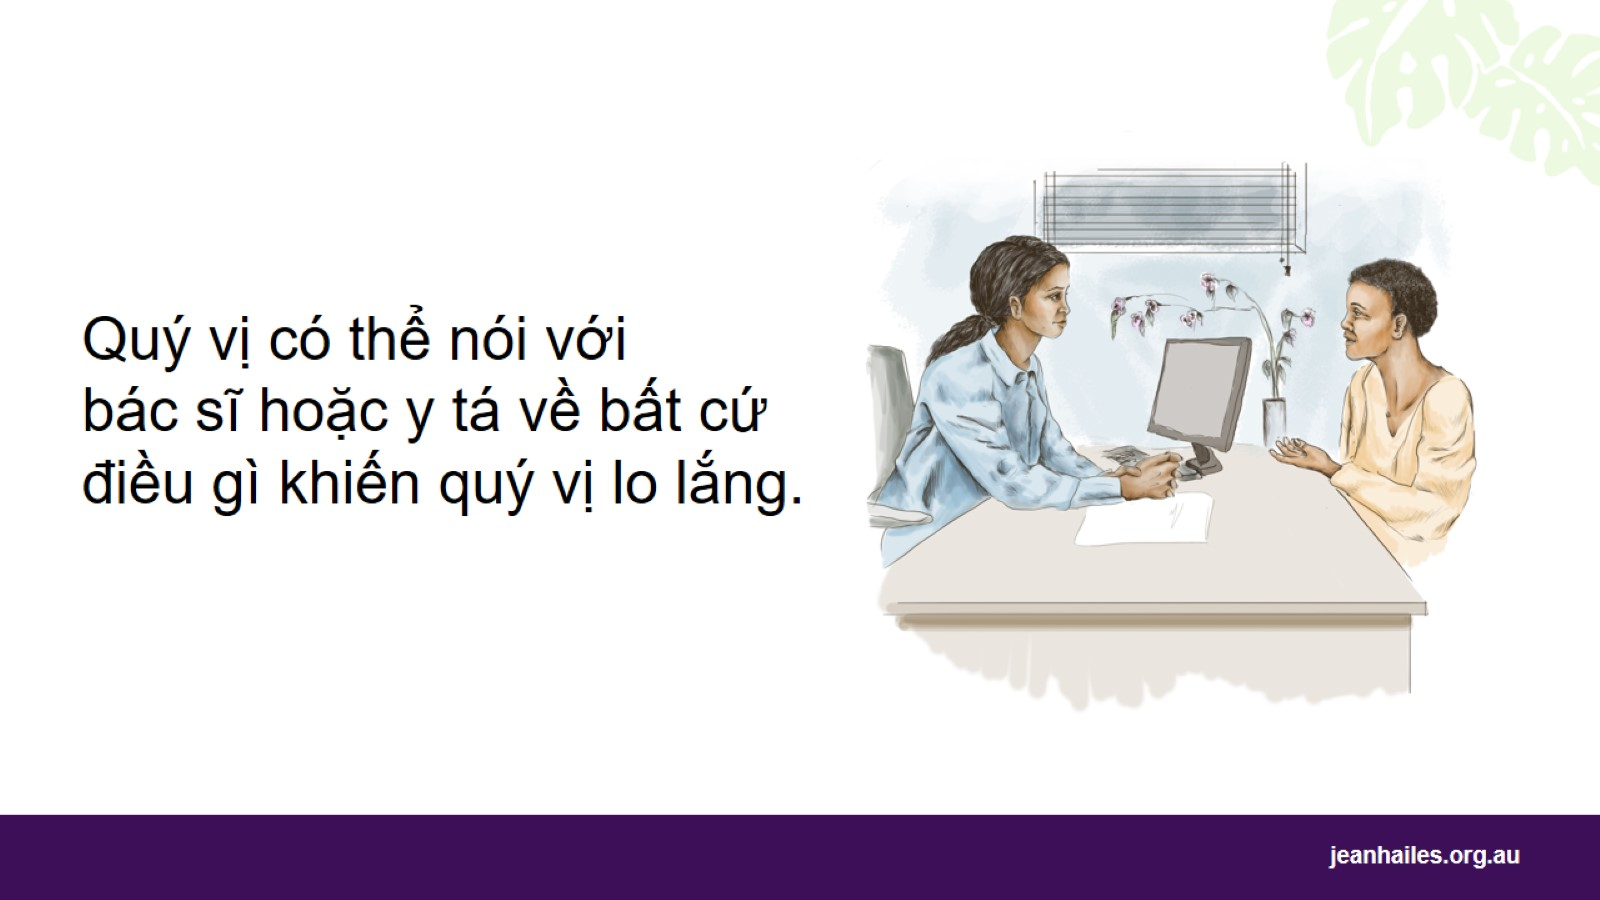 Quý vị có thể nói với
bác sĩ hoặc y tá về bất cứ
điều gì khiến quý vị lo lắng.
jeanhailes.org.au